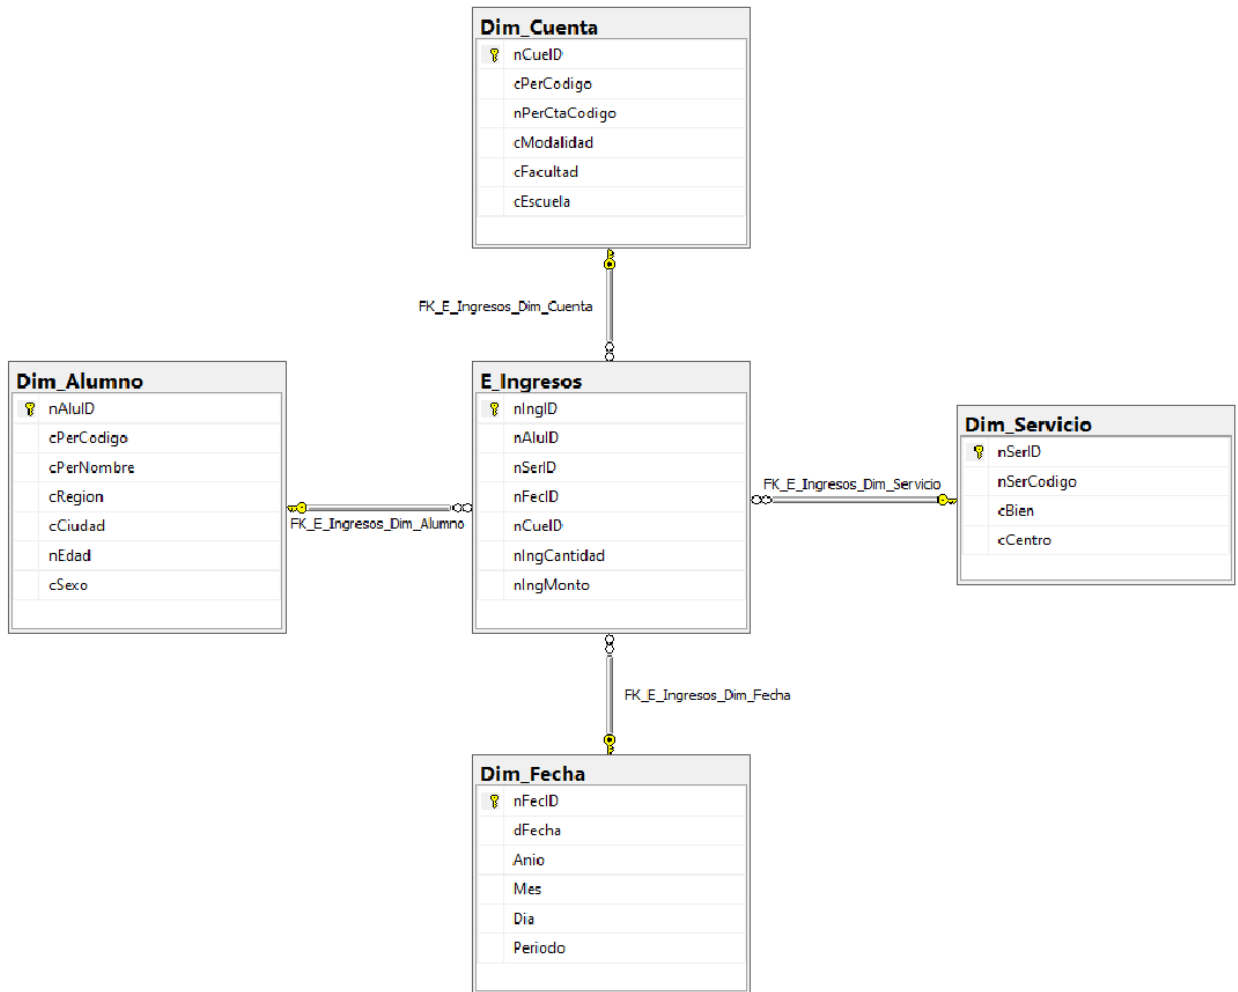 Dim_Cuenta
nCueID
cPerCodigo
nPerCtaCodigo
cModalidad
cFacultad
cEscuela
FK_E_Ingresos_Dim_Cuenta
Dim_Alumno
nAluID
cPerCodigo
cPerNombre
cRegion
cCiudad
nEdad
cSexo
FK_E_Ingresos_Dim_Alumno
E_Ingresos
nIngID
nAluID
nSerID
nFecID
nCueID
nIngCantidad
nIngMonto
FK_E_Ingresos_Dim_Servicio
Dim_Servicio
nSerID
nSerCodigo
cBien
cCentro
FK_E_Ingresos_Dim_Fecha
Dim_Fecha
nFecID
dFecha
Anio
Mes
Dia
Periodo